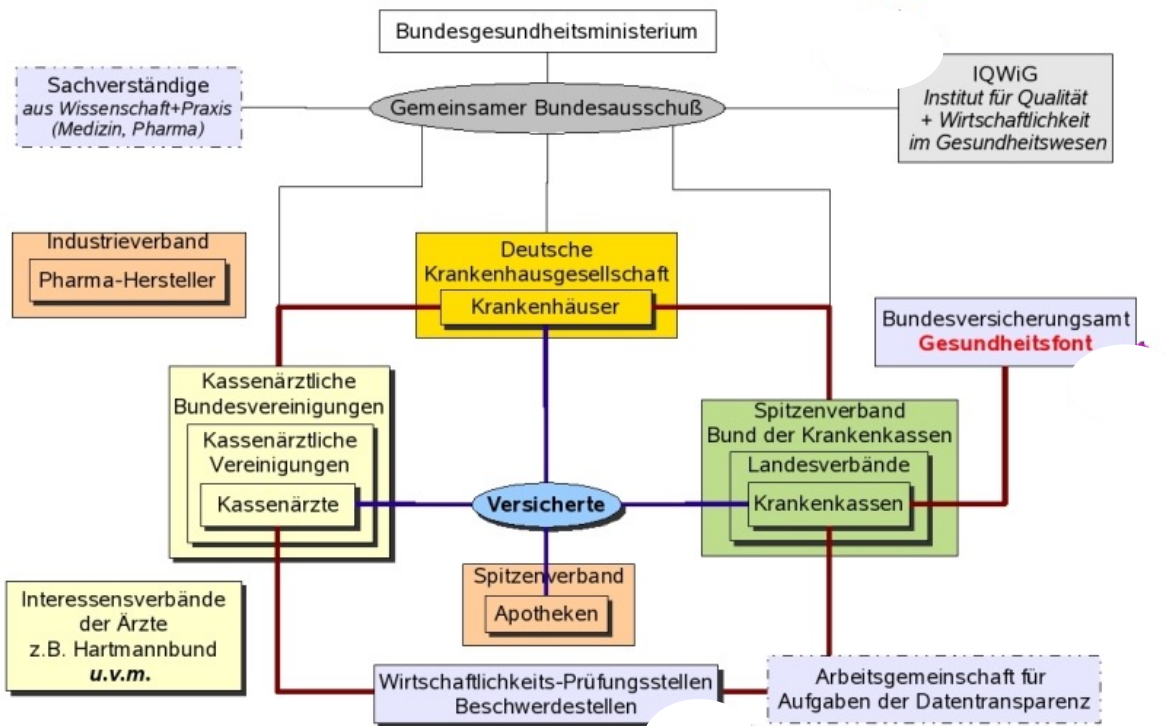 Bundesgesundheitsministerium
Sachverständige
aus Wissenschaft+Praxis
(Medizin, Pharma)
Gemeinsamer Bundesausschuß
IQWiG
Institut für Qualität
+ Wirtschaftlichkeit
im Gesundheitswesen
Industrieverband
Pharma-Hersteller
Deutsche
Krankenhausgesellschaft
Krankenhäuser
Bundesversicherungsamt
Gesundheitsfont
Kassenärztliche
Bundesvereinigungen
Kassenärztliche
Vereinigungen
Kassenärzte
Versicherte
Spitzenverband
Bund der Krankenkassen
Landesverbände
Krankenkassen
Spitzenverband
Apotheken
Interessensverbände
der Ärzte
z.B. Hartmannbund
u.v.m.
Wirtschaftlichkeits-Prüfungsstellen
Beschwerdestellen
Arbeitsgemeinschaft für
Aufgaben der Datentransparenz